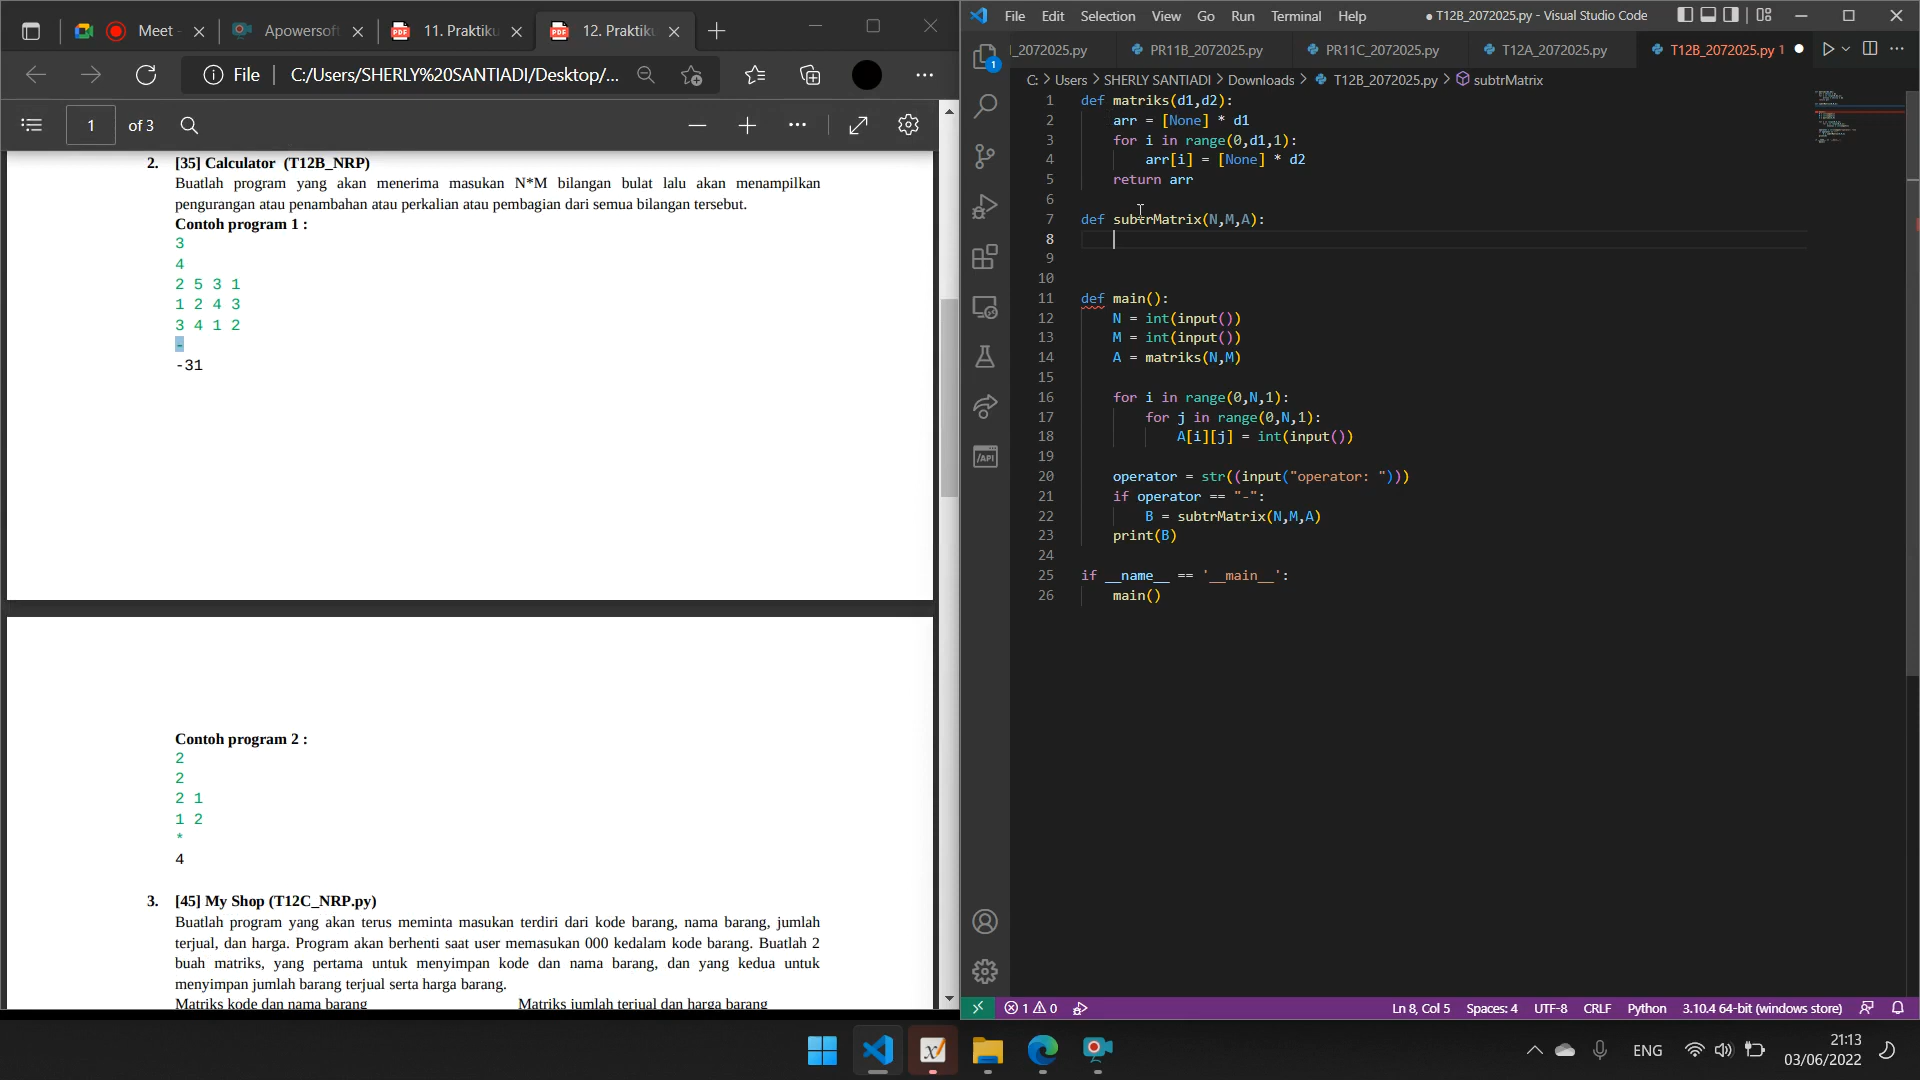 Meet
Apowersoft
11. Praktiku
12. Praktiku
File
C:/Users/SHERLY%20SANTIADI/Desktop/...
1
of 3
2. [35] Calculator (T12B_NRP)
Buatlah program yang akan menerima masukan N*M bilangan bulat lalu akan menampilkan
pengurangan atau penambahan atau perkalian atau pembagian dari semua bilangan tersebut.
Contoh program 1 :
3
4
2 5 3 1
1 2 4 3
3 4 1 2
-
-31
Contoh program 2 :
2
2
2 1
1 2
*
4
3. [45] My Shop (T12C_NRP.py)
Buatlah program yang akan terus meminta masukan terdiri dari kode barang, nama barang, jumlah
terjual, dan harga. Program akan berhenti saat user memasukan 000 kedalam kode barang. Buatlah 2
buah matriks, yang pertama untuk menyimpan kode dan nama barang, dan yang kedua untuk
menyimpan jumlah barang terjual serta harga barang.
Matriks kode dan nama barang Matriks jumlah terjual dan harga barang
File Edit Selection View Go Run Terminal Help
● T12B_2072025.py - Visual Studio Code
_2072025.py
PR11B_2072025.py
PR11C_2072025.py
T12A_2072025.py
T12B_2072025.py 1
C: > Users > SHERLY SANTIADI > Downloads > T12B_2072025.py > subtrMatrix
1 def matriks(d1,d2):
2 arr = [None] * d1
3 for i in range(0,d1,1):
4 arr[i] = [None] * d2
5 return arr
6
7 def subtrMatrix(N,M,A):
8
9
10
11 def main():
12 N = int(input())
13 M = int(input())
14 A = matriks(N,M)
15
16 for i in range(0,N,1):
17 for j in range(0,N,1):
18 A[i][j] = int(input())
19
20 operator = str((input("operator: ")))
21 if operator == "-":
22 B = subtrMatrix(N,M,A)
23 print(B)
24
25 if __name__ == '__main__':
26 main()
1
/API
1 0
Ln 8, Col 5
Spaces: 4
UTF-8
CRLF
Python
3.10.4 64-bit (windows store)
ENG
21:13
03/06/2022